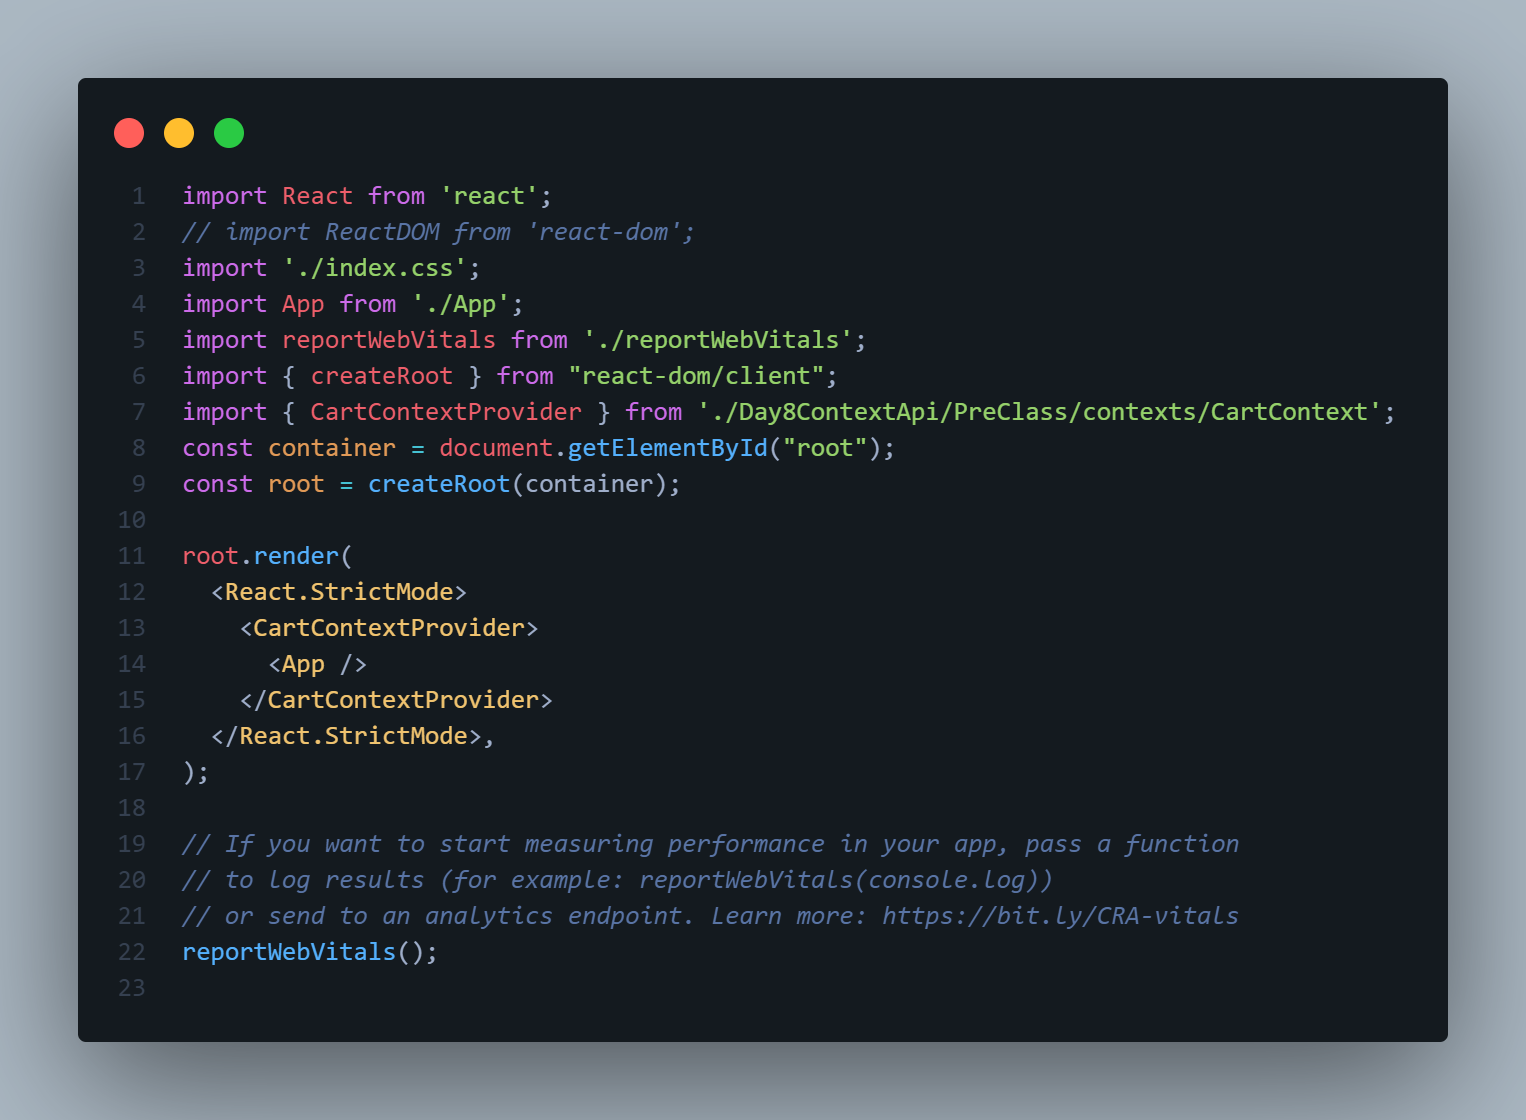 1 import React from 'react';
2 // import ReactDOM from 'react-dom';
3 import './index.css';
4 import App from './App';
5 import reportWebVitals from './reportWebVitals';
6 import { createRoot } from "react-dom/client";
7 import { CartContextProvider } from './Day8ContextApi/PreClass/contexts/CartContext';
8 const container = document.getElementById("root");
9 const root = createRoot(container);
10
11 root.render(
12   <React.StrictMode>
13     <CartContextProvider>
14       <App />
15     </CartContextProvider>
16   </React.StrictMode>,
17 );
18
19 // If you want to start measuring performance in your app, pass a function
20 // to log results (for example: reportWebVitals(console.log))
21 // or send to an analytics endpoint. Learn more: https://bit.ly/CRA-vitals
22 reportWebVitals();
23